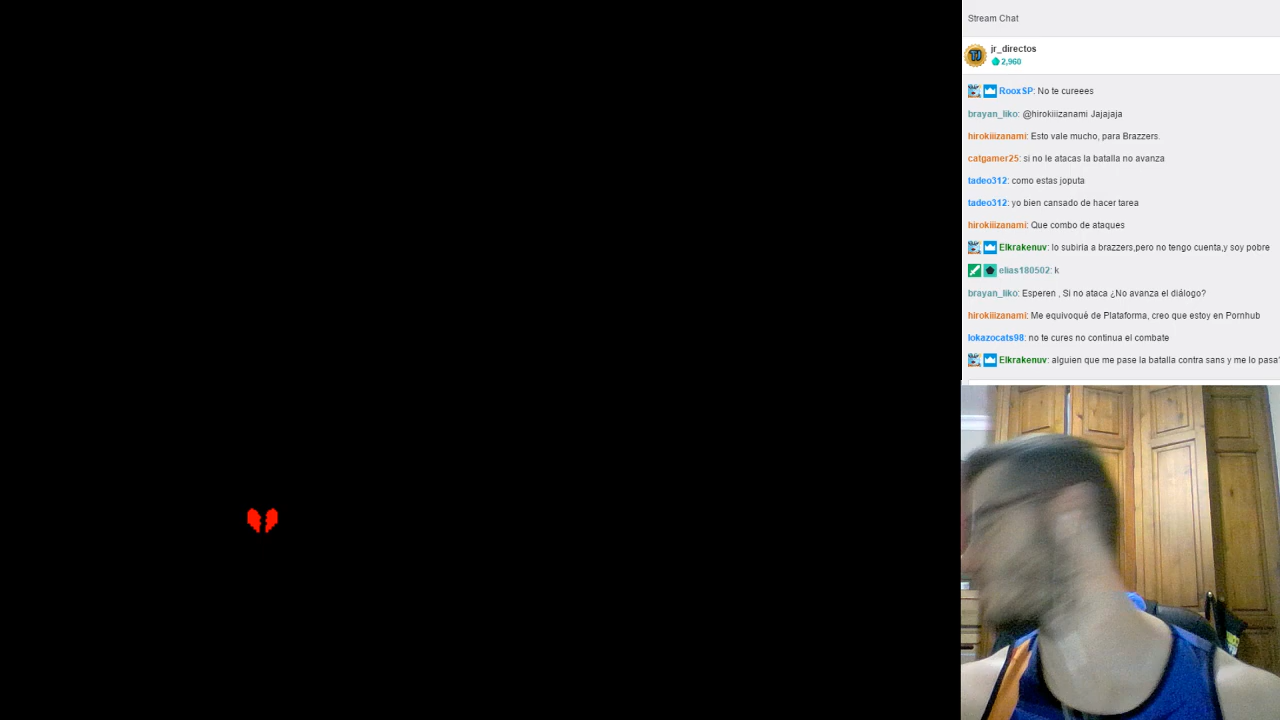 Stream Chat
jr_directos
2,960
RooxSP: No te cureees
brayan_liko: @hirokiiizanami Jajajaja
hirokiiizanami: Esto vale mucho, para Brazzers.
catgamer25: si no le atacas la batalla no avanza
tadeo312: como estas joputa
tadeo312: yo bien cansado de hacer tarea
hirokiiizanami: Que combo de ataques
Elkrakenuv: lo subiria a brazzers,pero no tengo cuenta,y soy pobre
elias180502: k
brayan_liko: Esperen , Si no ataca ¿No avanza el diálogo?
hirokiiizanami: Me equivoquè de Plataforma, creo que estoy en Pornhub
lokazocats98: no te cures no continua el combate
Elkrakenuv: alguien que me pase la batalla contra sans y me lo pasa?